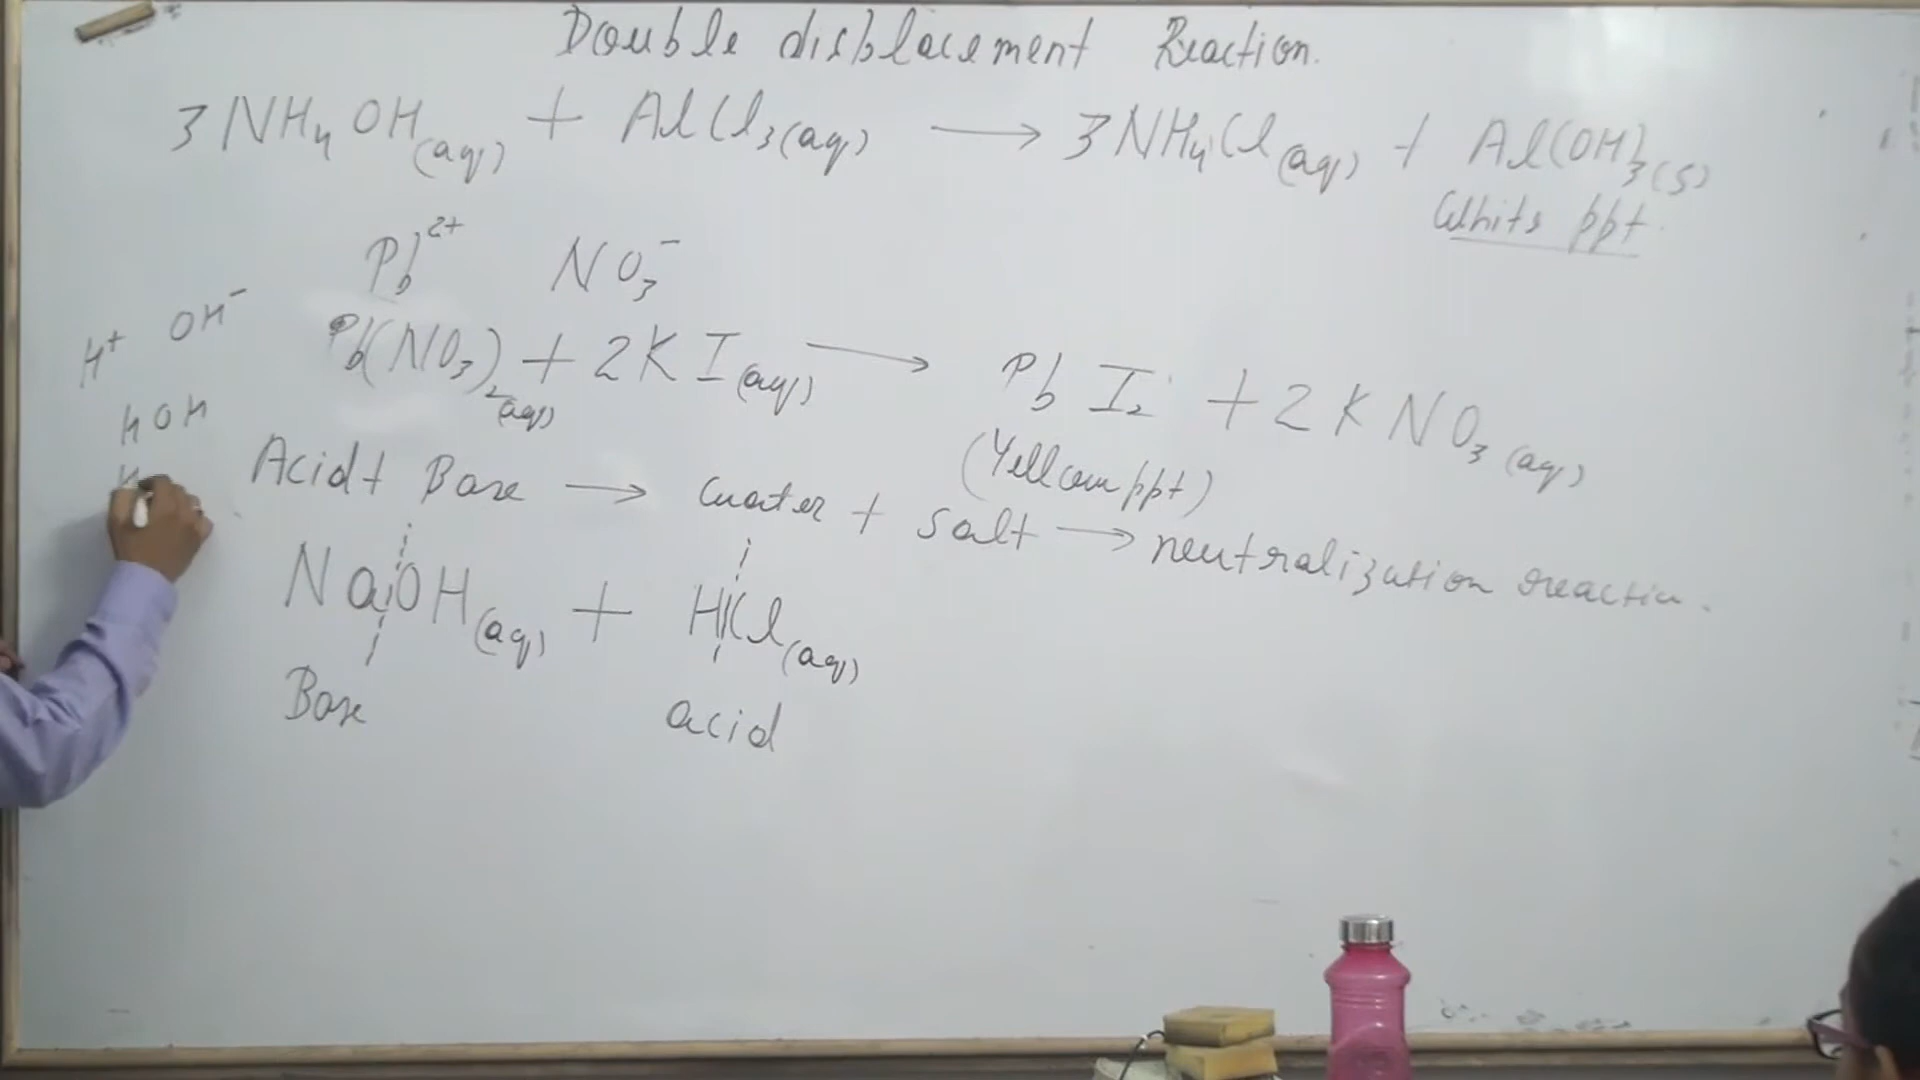 Double displacement Reaction.
3NH₄OH(aq) + AlCl₃(aq) ⟶ 3NH₄Cl(aq) + Al(OH)₃(s)
Whits ppt.
Pb²⁺ NO₃⁻
H⁺ OH⁻
Pb(NO₃)₂(aq) + 2KI(aq) ⟶ PbI₂ + 2KNO₃(aq)
(Yellow ppt)
HOH
H
Acid + Base ⟶ water + salt ⟶ neutralization reaction.
NaOH(aq) + HCl(aq)
Base acid